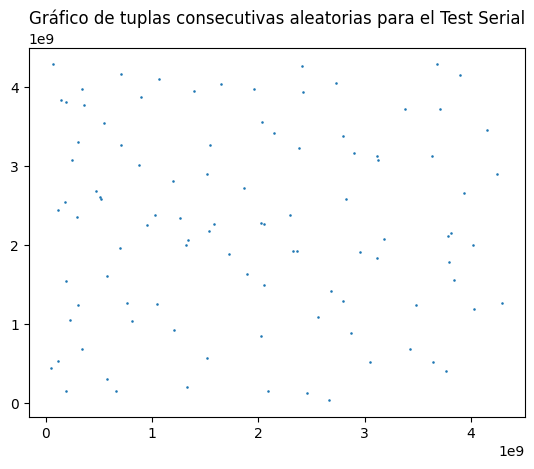 Gráfico de tuplas consecutivas aleatorias para el Test Serial
1e9
4
3
2
1
0
0 1 2 3 4
1e9